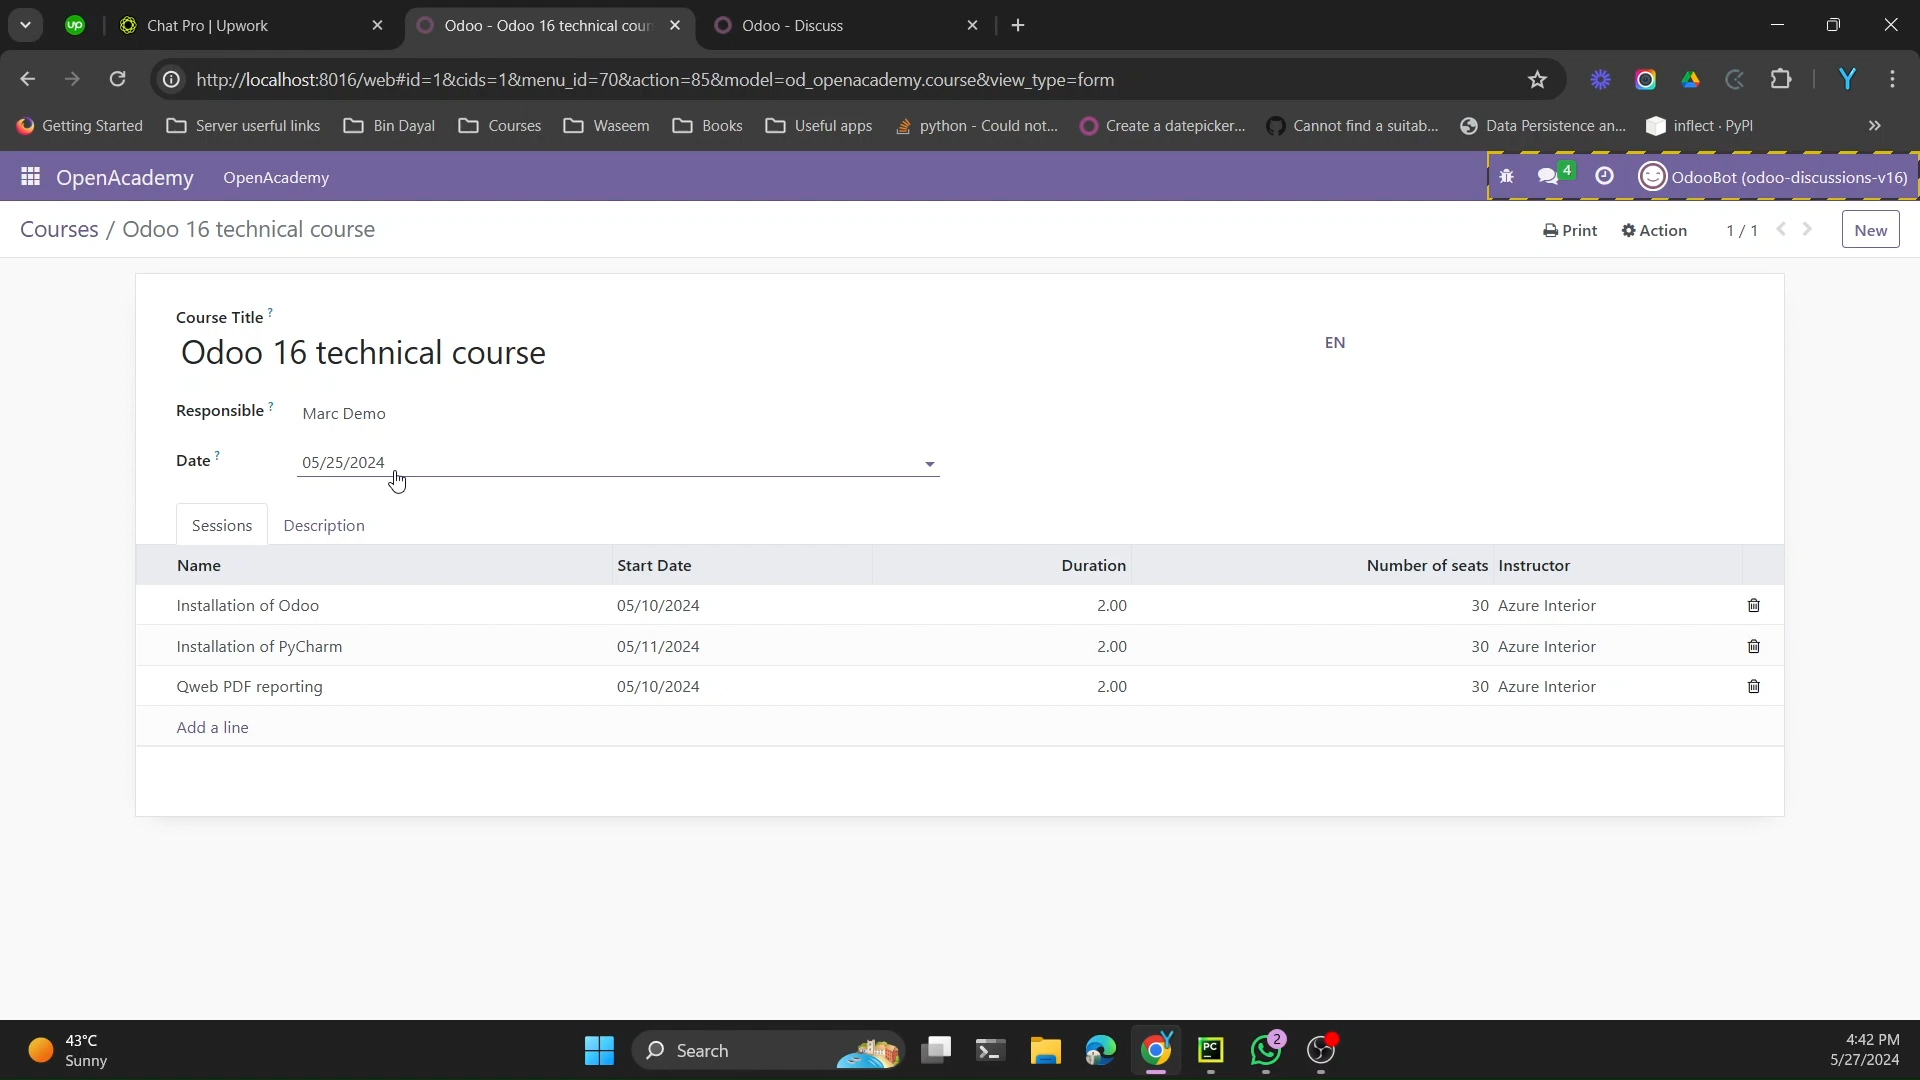 Chat Pro | Upwork
Odoo - Odoo 16 technical cour
Odoo - Discuss
http://localhost:8016/web#id=1&cids=1&menu_id=70&action=85&model=od_openacademy.course&view_type=form
Getting Started Server userful links Bin Dayal Courses Waseem Books Useful apps python - Could not... Create a datepicker... Cannot find a suitab... Data Persistence an... inflect · PyPI »
OpenAcademy OpenAcademy 4 OdooBot (odoo-discussions-v16)
Courses / Odoo 16 technical course Print Action 1 / 1 New
Course Title ?
Odoo 16 technical course EN
Responsible ? Marc Demo
Date ? 05/25/2024
Sessions Description
Name Start Date Duration Number of seats Instructor
Installation of Odoo 05/10/2024 2.00 30 Azure Interior
Installation of PyCharm 05/11/2024 2.00 30 Azure Interior
Qweb PDF reporting 05/10/2024 2.00 30 Azure Interior
Add a line
43°C
Sunny
Search
PC
2
4:42 PM
5/27/2024